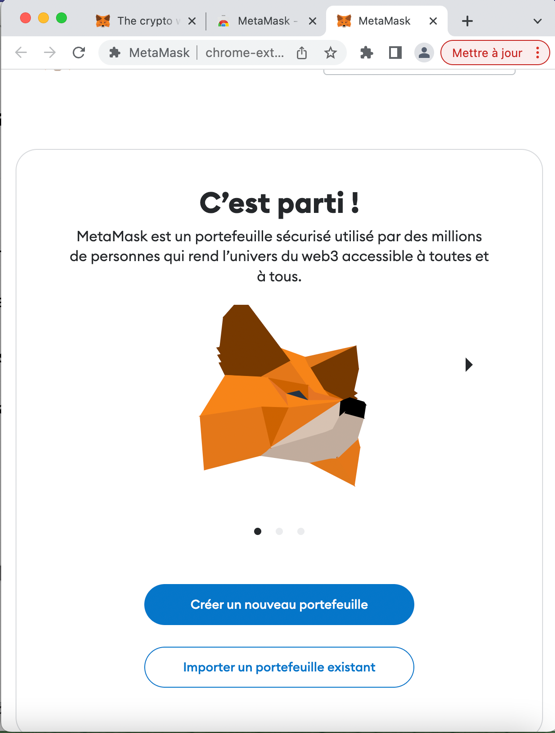 The crypto w
MetaMask -
MetaMask
MetaMask | chrome-ext...
Mettre à jour
C'est parti !
MetaMask est un portefeuille sécurisé utilisé par des millions
de personnes qui rend l'univers du web3 accessible à toutes et
à tous.
Créer un nouveau portefeuille
Importer un portefeuille existant